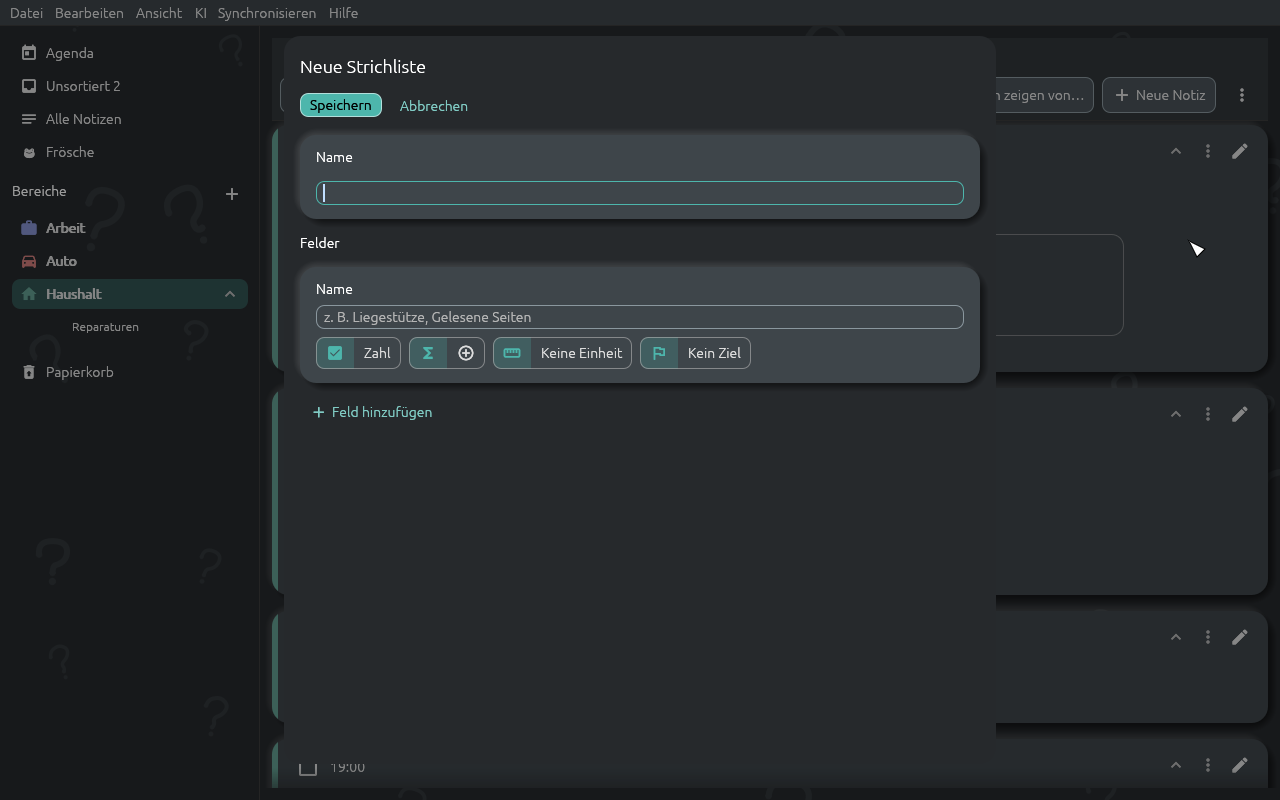 Datei Bearbeiten Ansicht KI Synchronisieren Hilfe
Agenda
Unsortiert 2
Alle Notizen
Frösche
Bereiche
Arbeit
Auto
Haushalt
Reparaturen
Papierkorb
Neue Strichliste
Speichern Abbrechen
Name
Felder
Name
z. B. Liegestütze, Gelesene Seiten
Zahl Keine Einheit Kein Ziel
Feld hinzufügen
zeigen von… Neue Notiz
19:00